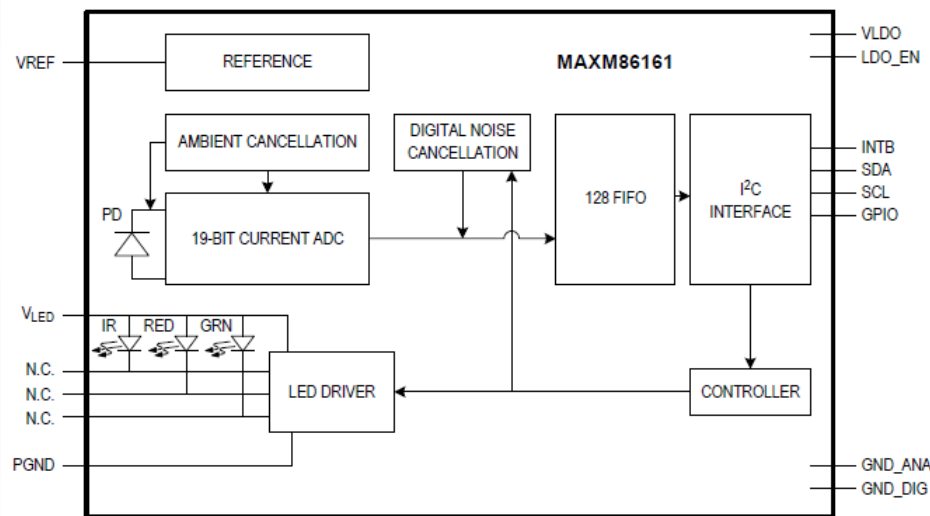 VREF
REFERENCE
MAXM86161
VLDO
LDO_EN
AMBIENT CANCELLATION
DIGITAL NOISE
CANCELLATION
128 FIFO
I²C
INTERFACE
INTB
SDA
SCL
GPIO
PD
19-BIT CURRENT ADC
VLED
IR
RED
GRN
N.C.
N.C.
N.C.
LED DRIVER
CONTROLLER
PGND
GND_ANA
GND_DIG